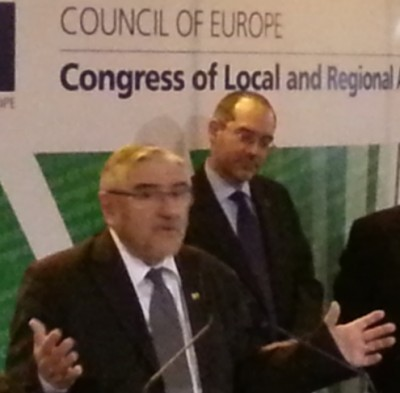 COUNCIL OF EUROPE
Congress of Local and Regional A